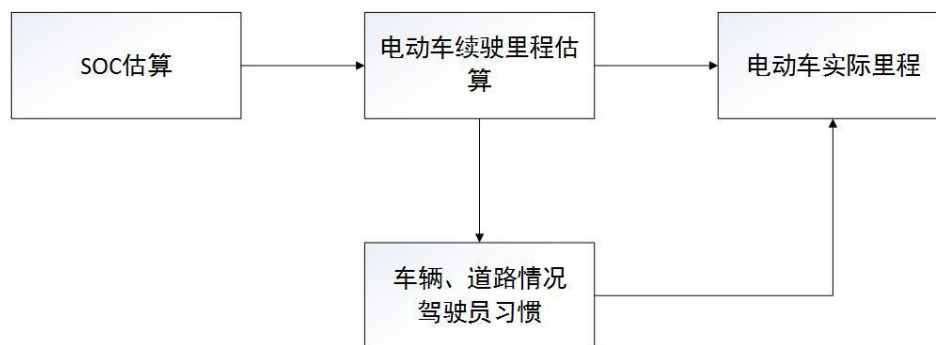 SOC估算
电动车续驶里程估
算
电动车实际里程
车辆、道路情况
驾驶员习惯